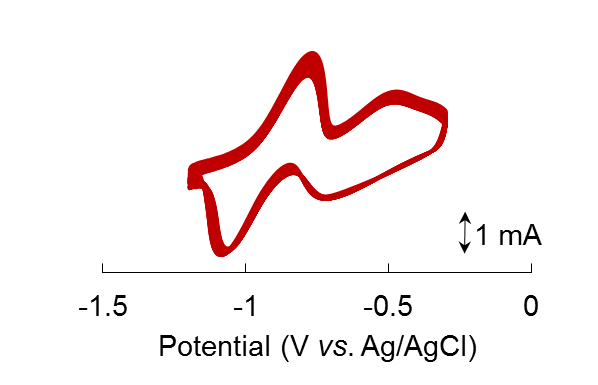 1 mA
-1.5 -1 -0.5 0
Potential (V vs. Ag/AgCl)